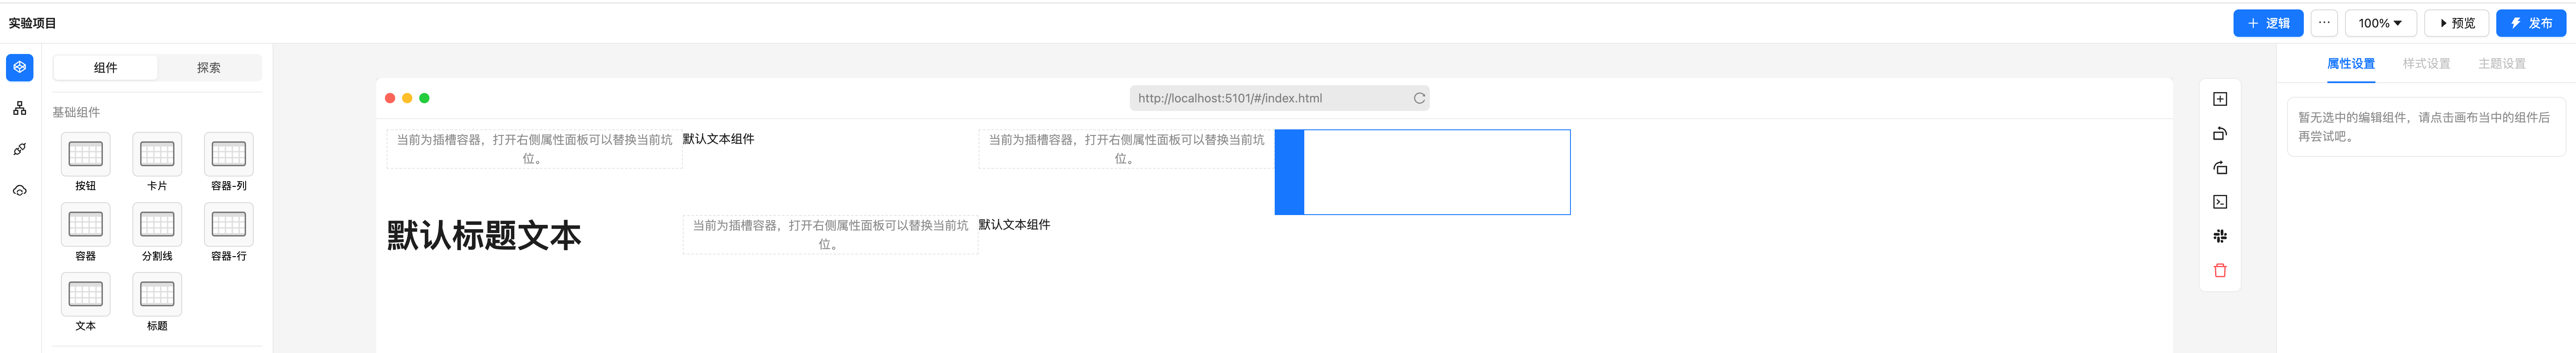 实验项目
逻辑
···
100%
预览
发布
组件
探索
基础组件
按钮
卡片
容器-列
容器
分割线
容器-行
文本
标题
http://localhost:5101/#/index.html
当前为插槽容器，打开右侧属性面板可以替换当前坑
位。
默认文本组件
当前为插槽容器，打开右侧属性面板可以替换当前坑
位。
默认标题文本
当前为插槽容器，打开右侧属性面板可以替换当前坑
位。
默认文本组件
属性设置
样式设置
主题设置
暂无选中的编辑组件，请点击画布当中的组件后
再尝试吧。